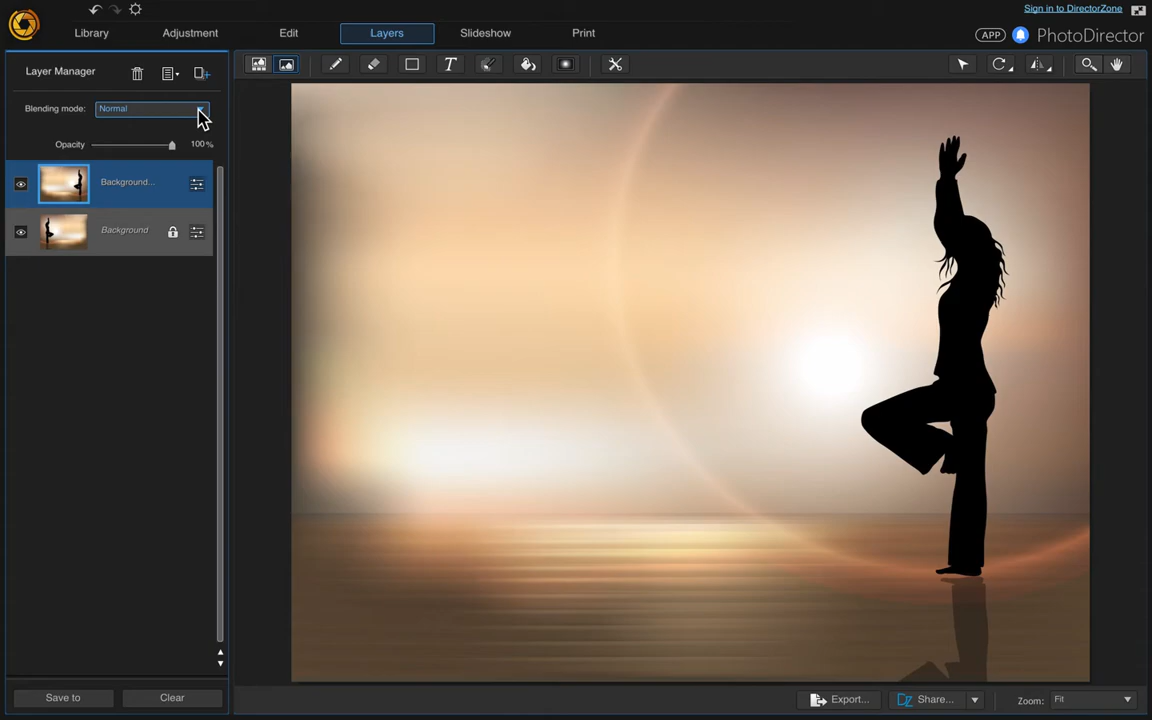 Sign in to DirectorZone
Library Adjustment Edit Layers Slideshow Print
APP PhotoDirector
Layer Manager
Blending mode: Normal
Opacity 100 %
Background...
Background
Save to Clear
Export... Share... Zoom: Fit